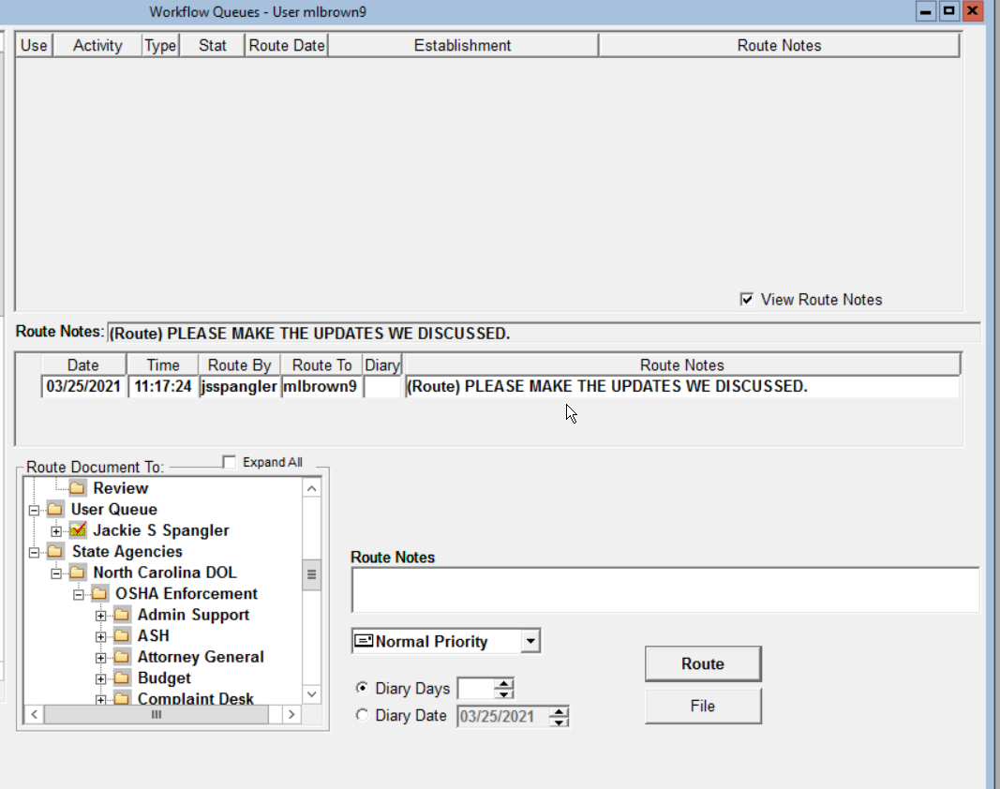 Workflow Queues - User mlbrown9
Use Activity Type Stat Route Date Establishment Route Notes
View Route Notes
Route Notes: (Route) PLEASE MAKE THE UPDATES WE DISCUSSED.
Date Time Route By Route To Diary Route Notes
03/25/2021 11:17:24 jsspangler mlbrown9 (Route) PLEASE MAKE THE UPDATES WE DISCUSSED.
Route Document To: Expand All
Review
User Queue
Jackie S Spangler
State Agencies
North Carolina DOL
OSHA Enforcement
Admin Support
ASH
Attorney General
Budget
Complaint Desk
Route Notes
Normal Priority
Diary Days
Diary Date 03/25/2021
Route
File